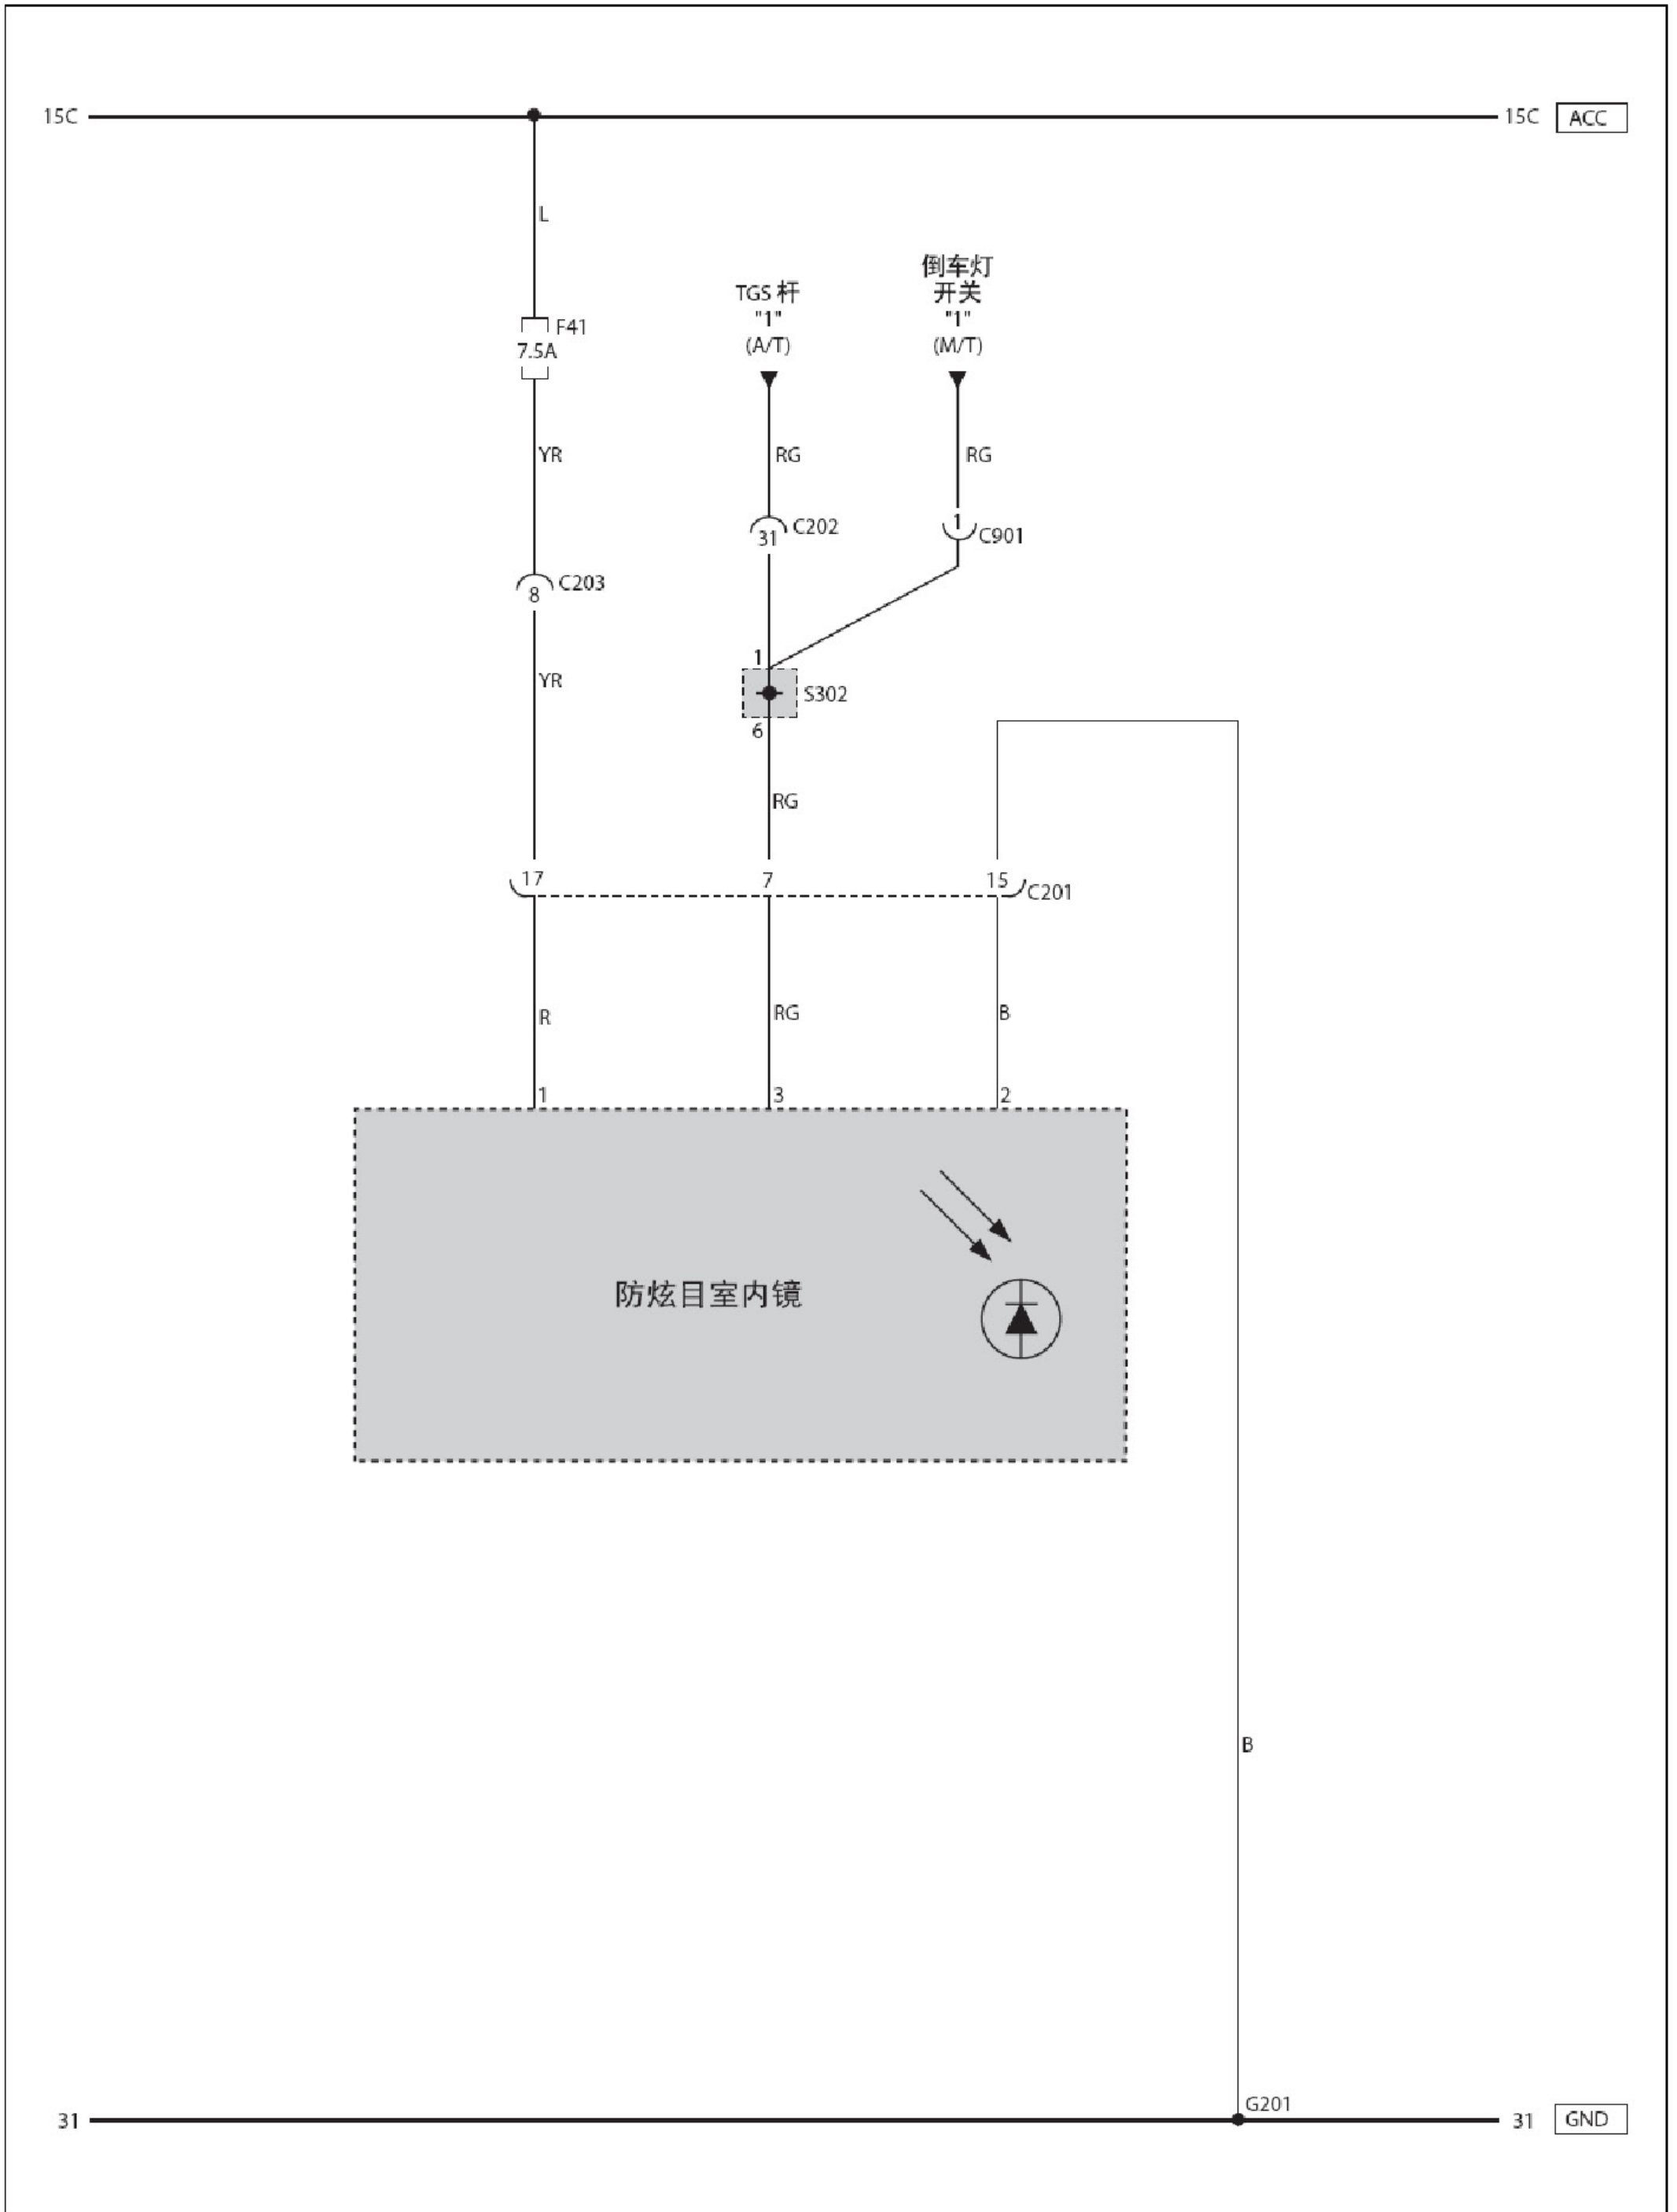 15C
15C
ACC
L
倒车灯
开关
"1"
(M/T)
TGS 杆
"1"
(A/T)
F41
7.5A
YR
RG
RG
31
C202
1
C901
8
C203
YR
1
S302
6
RG
17
7
15
C201
R
RG
B
1
3
2
防炫目室内镜
B
G201
31
31
GND